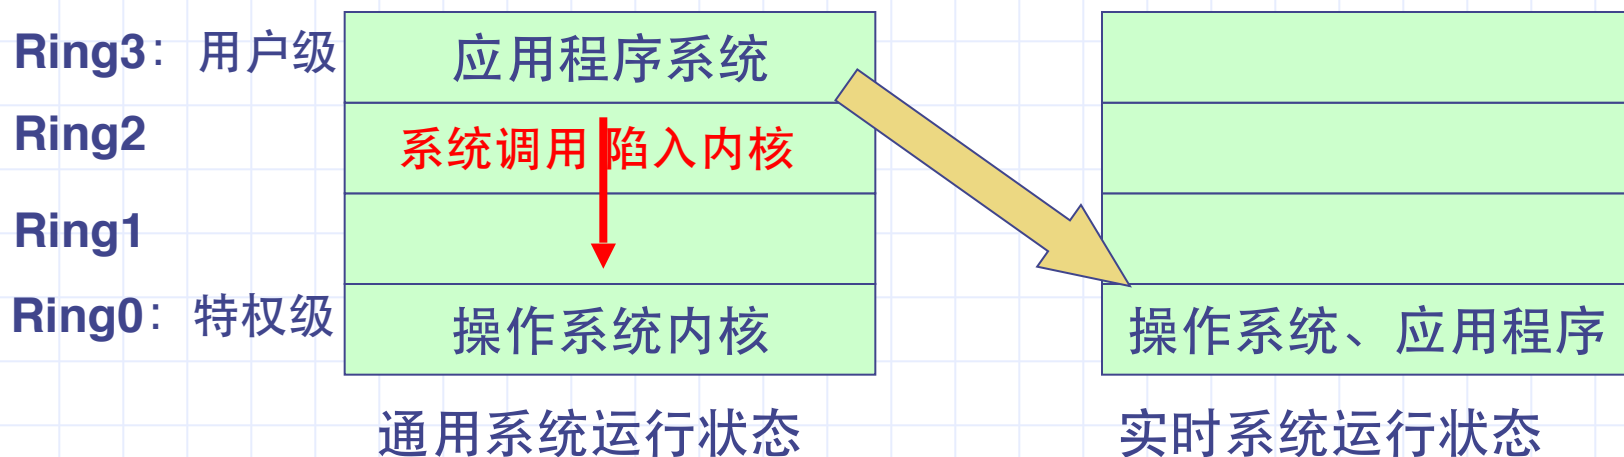 Ring3：用户级 应用程序系统
Ring2 系统调用 陷入内核
Ring1
Ring0：特权级 操作系统内核 操作系统、应用程序
通用系统运行状态 实时系统运行状态